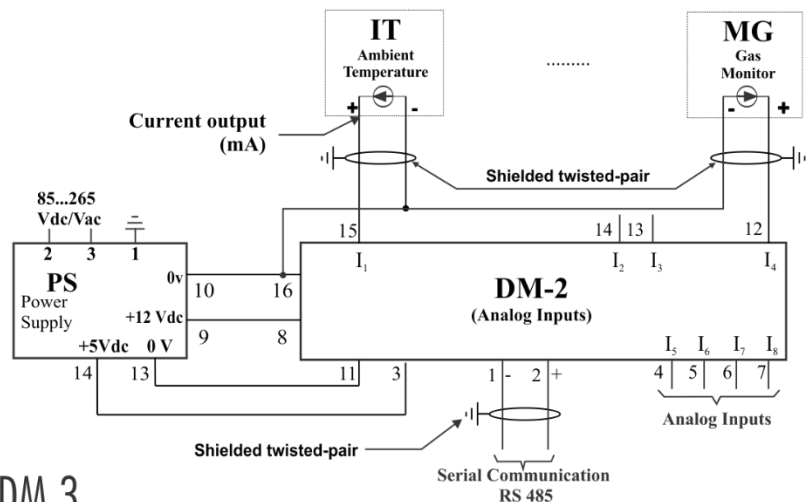 IT
Ambient
Temperature
+ -
.........
MG
Gas
Monitor
- +
Current output
(mA)
Shielded twisted-pair
85...265
Vdc/Vac
2 3 1
PS
Power
Supply
0v
+12 Vdc
+5Vdc 0 V
10 16
9 8
14 13
15 14 13 12
I₁ I₂ I₃ I₄
DM-2
(Analog Inputs)
I₅ I₆ I₇ I₈
11 3 1 - 2 + 4 5 6 7
Analog Inputs
Shielded twisted-pair
Serial Communication
RS 485
DM 3